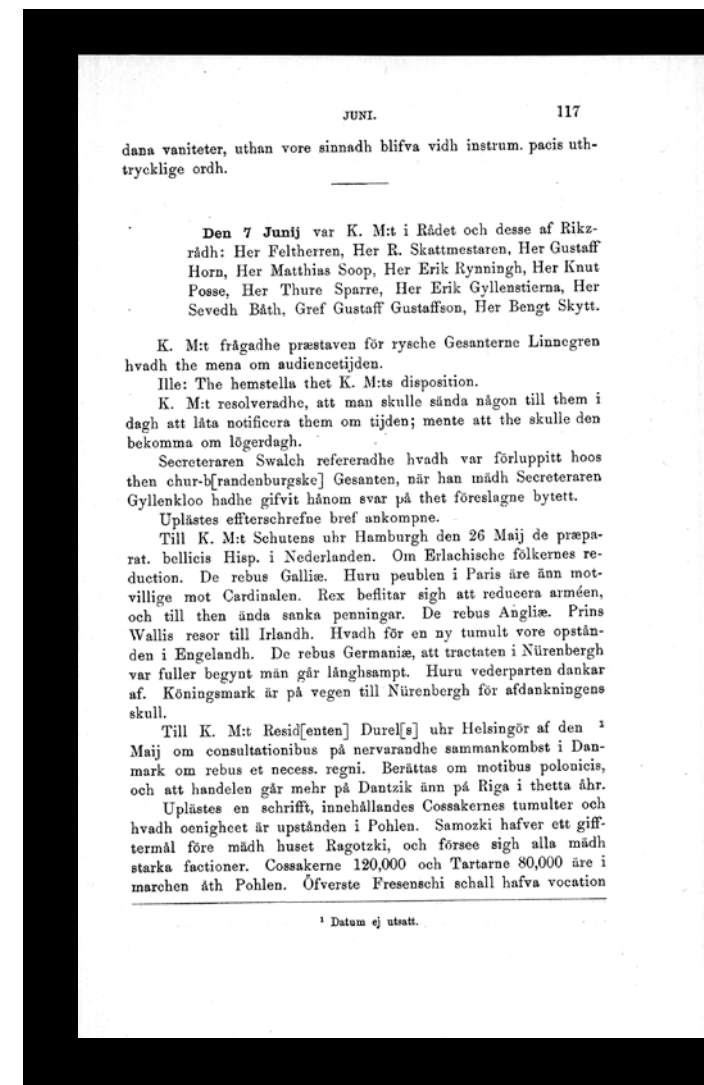 JUNI. 117
dana vaniteter, uthan vore sinnadh blifva vidh instrum. pacis uth-
trycklige ordh.
Den 7 Junij var K. M:t i Rådet och desse af Rikz-
rådh: Her Feltherren, Her R. Skattmestaren, Her Gustaff
Horn, Her Matthias Soop, Her Erik Rynningh, Her Knut
Posse, Her Thure Sparre, Her Erik Gyllenstierna, Her
Sevedh Båth, Gref Gustaff Gustaffson, Her Bengt Skytt.
K. M:t frågadhe præstaven för rysche Gesanterne Linnegren
hvadh the mena om audiencetijden.
Ille: The hemstella thet K. M:ts disposition.
K. M:t resolveradhe, att man skulle sända någon till them i
dagh att låta notificera them om tijden; mente att the skulle den
bekomma om lögerdagh.
Secreteraren Swalch refereradhe hvadh var förluppitt hoos
then chur-b[randenburgske] Gesanten, när han mädh Secreteraren
Gyllenkloo hadhe gifvit hånom svar på thet föreslagne bytett.
Uplästes effterschrefne bref ankompne.
Till K. M:t Schutens uhr Hamburgh den 26 Maij de præpa-
rat. bellicis Hisp. i Nederlanden. Om Erlachische fölkernes re-
duction. De rebus Galliæ. Huru peublen i Paris äre änn mot-
villige mot Cardinalen. Rex beflitar sigh att reducera arméen,
och till then ända sanka penningar. De rebus Angliæ. Prins
Wallis resor till Irlandh. Hvadh för en ny tumult vore opstån-
den i Engelandh. De rebus Germaniæ, att tractaten i Nürenbergh
var fuller begynt män går långhsampt. Huru vederparten dankar
af. Köningsmark är på vegen till Nürenbergh för afdankningens
skull.
Till K. M:t Resid[enten] Durel[s] uhr Helsingör af den ¹
Maij om consultationibus på nervarandhe sammankombst i Dan-
mark om rebus et necess. regni. Berättas om motibus polonicis,
och att handelen går mehr på Dantzik änn på Riga i thetta åhr.
Uplästes en schrifft, innehållandes Cossakernes tumulter och
hvadh oenigheet är upstånden i Pohlen. Samozki hafver ett giff-
termål före mädh huset Ragotzki, och försee sigh alla mädh
starka factioner. Cossakerne 120,000 och Tartarne 80,000 äre i
marchen åth Pohlen. Öfverste Fresenschi schall hafva vocation
¹ Datum ej utsatt.